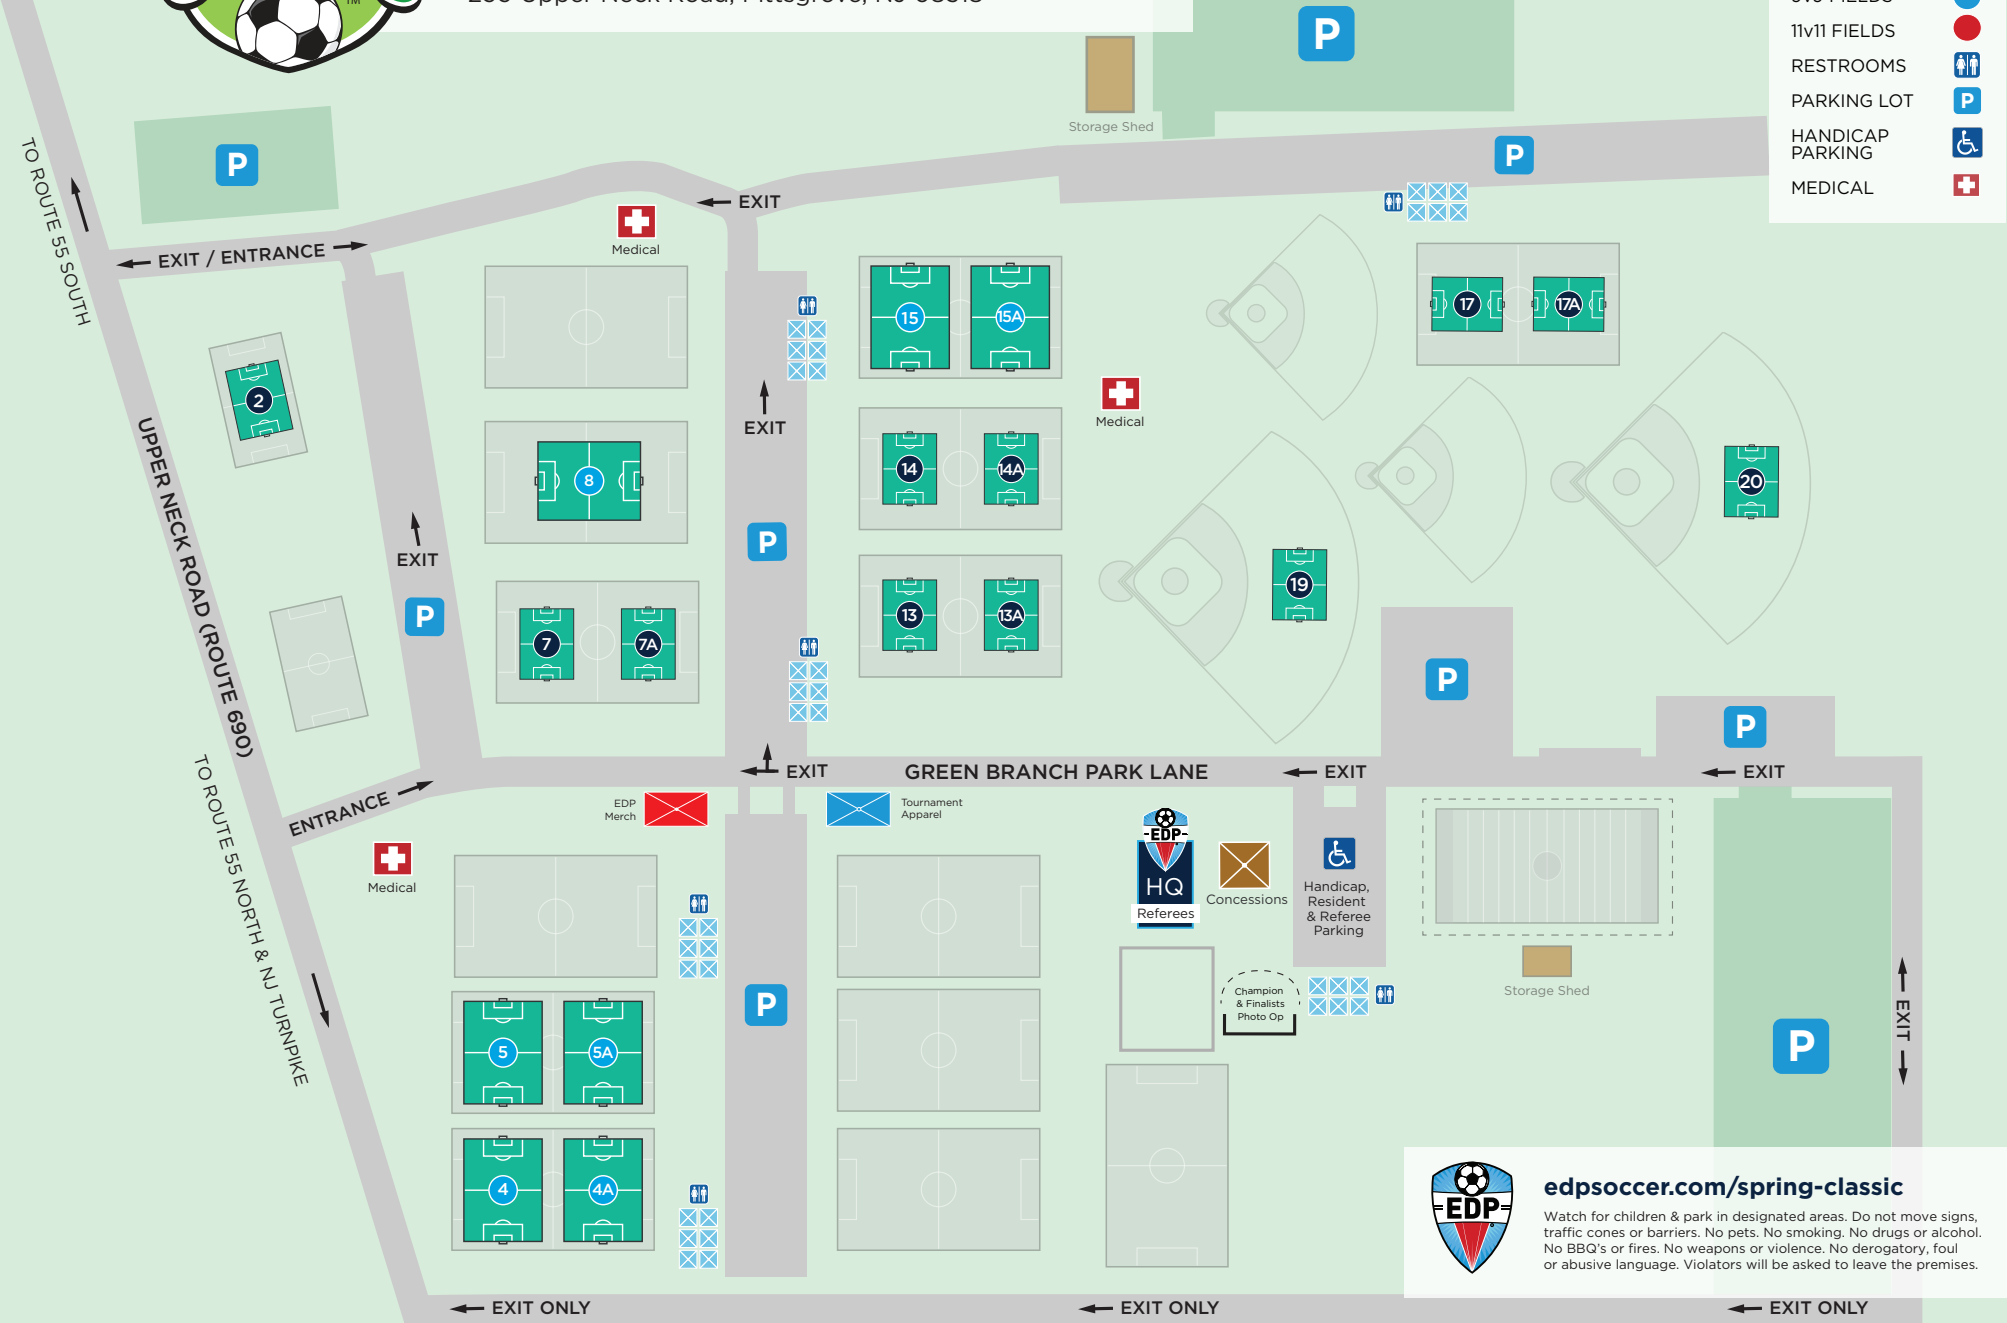 TM
11v11 FIELDS
RESTROOMS
PARKING LOT
P
HANDICAP
PARKING
MEDICAL
P
Storage Shed
P
P
TO ROUTE 55 SOUTH
EXIT / ENTRANCE
EXIT
Medical
15
15A
17
17A
2
EXIT
Medical
8
14
14A
20
UPPER NECK ROAD (ROUTE 690)
EXIT
P
P
19
13
13A
7
7A
P
P
EXIT
GREEN BRANCH PARK LANE
EXIT
EXIT
ENTRANCE
EDP
Merch
Tournament
Apparel
TO ROUTE 55 NORTH & NJ TURNPIKE
Medical
EDP
HQ
Referees
Concessions
Handicap,
Resident
& Referee
Parking
Storage Shed
Champion
& Finalists
Photo Op
P
EXIT
P
5
5A
4
4A
EDP
edpsoccer.com/spring-classic
Watch for children & park in designated areas. Do not move signs,
traffic cones or barriers. No pets. No smoking. No drugs or alcohol.
No BBQ's or fires. No weapons or violence. No derogatory, foul
or abusive language. Violators will be asked to leave the premises.
EXIT ONLY
EXIT ONLY
EXIT ONLY